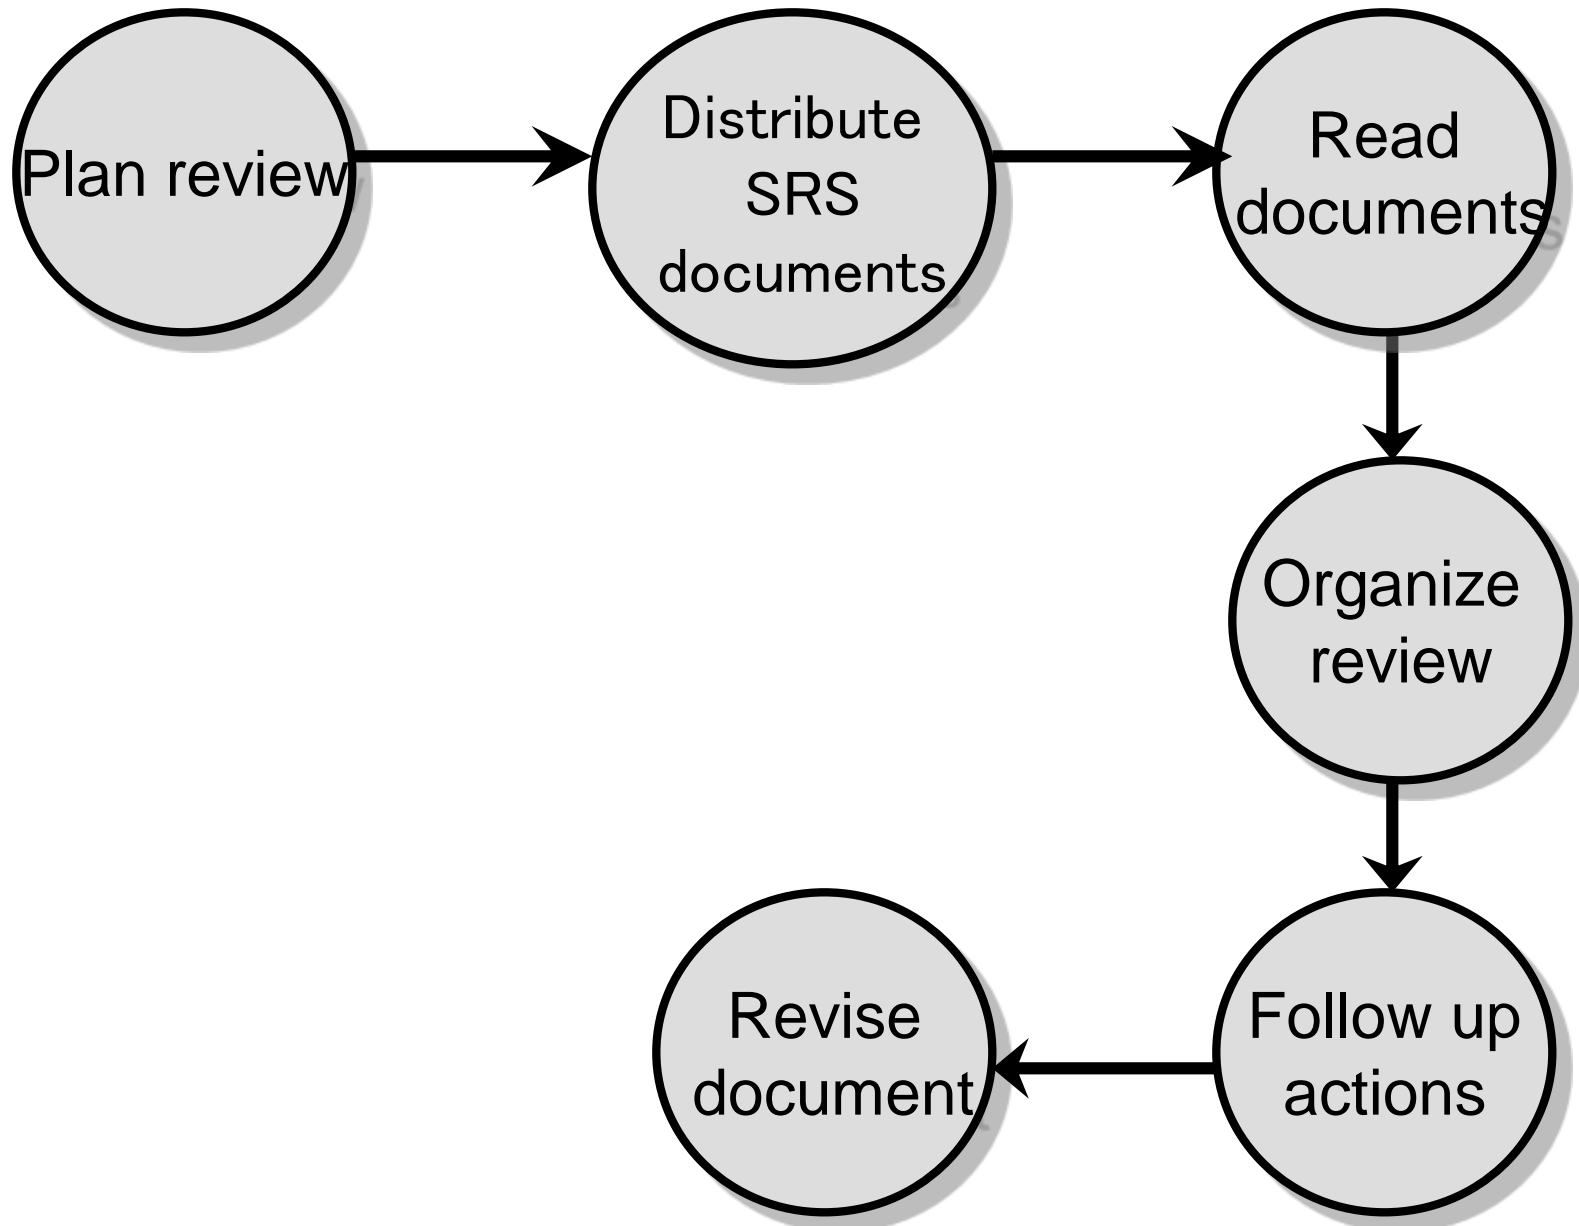 Plan review
Distribute
SRS
documents
Read
documents
Organize
review
Follow up
actions
Revise
document